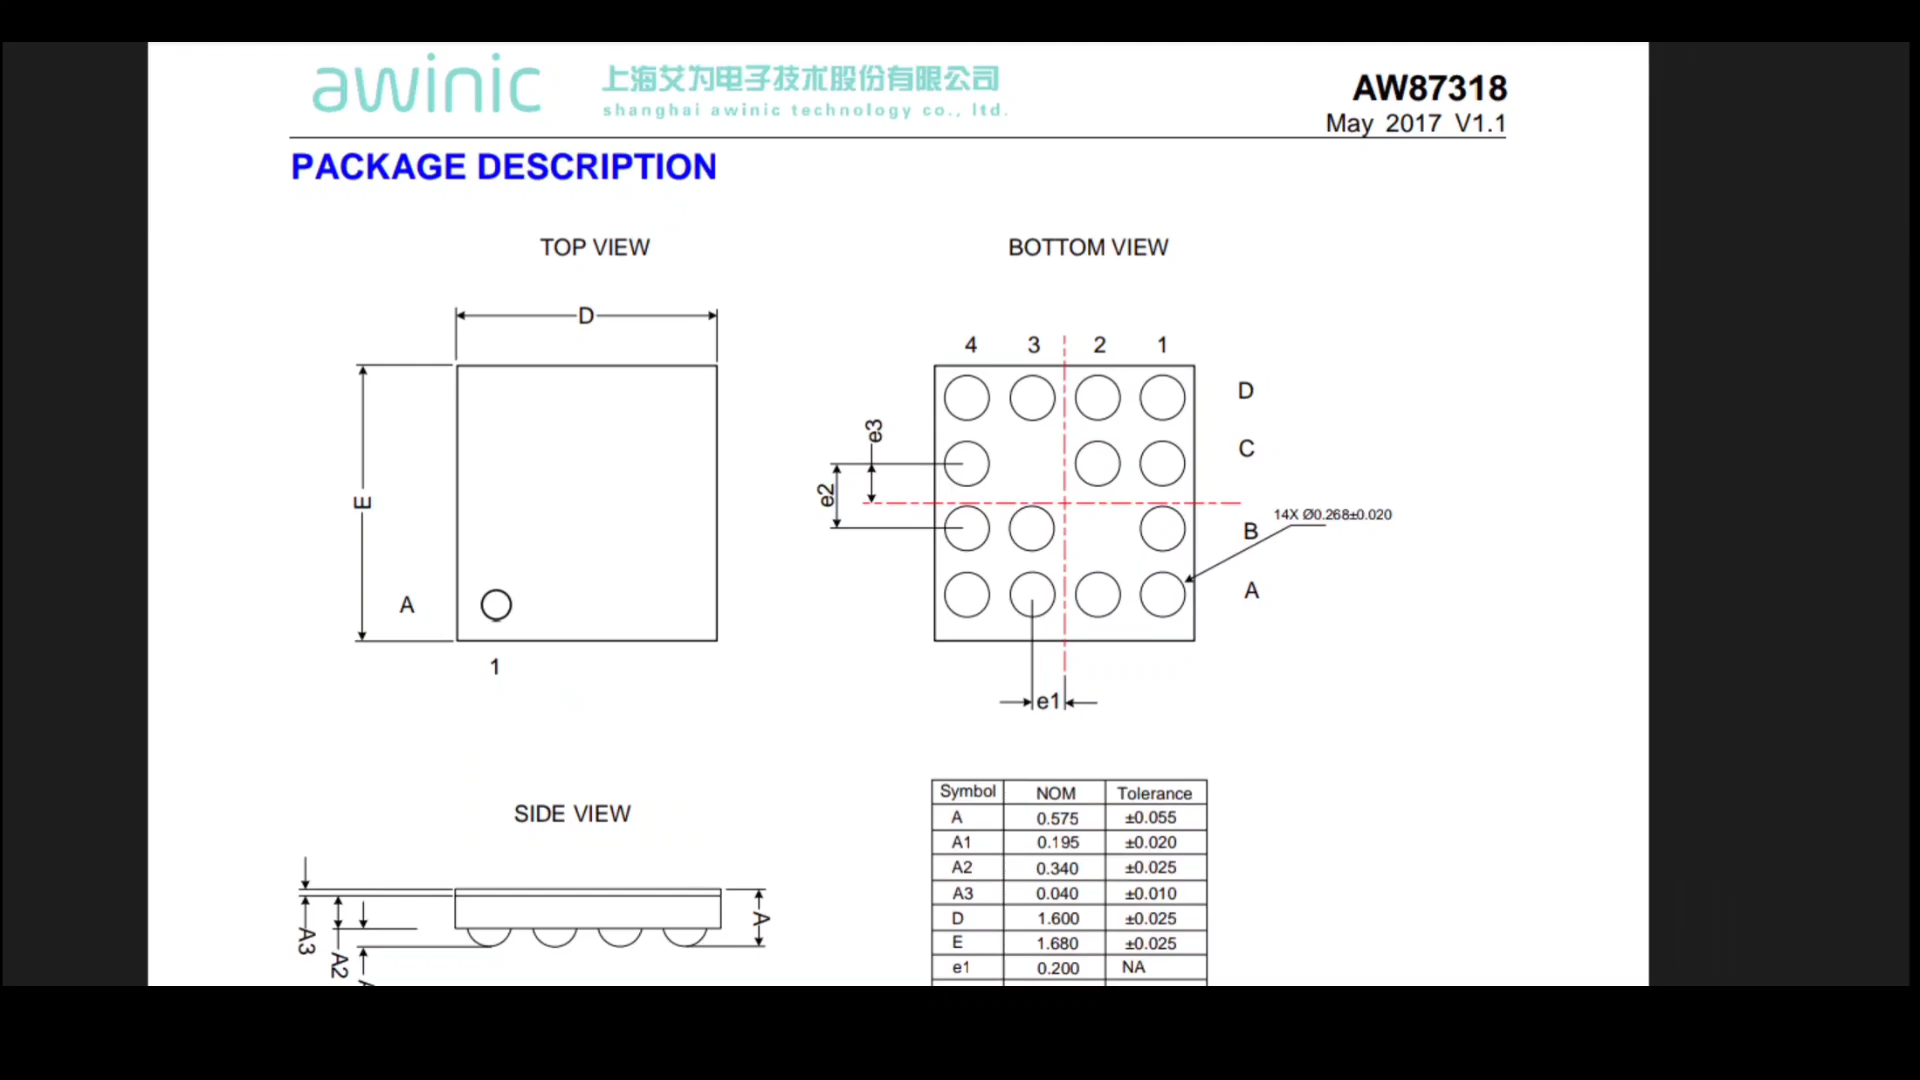 awinic
上海艾为电子技术股份有限公司
shanghai awinic technology co., ltd.
AW87318
May 2017 V1.1
PACKAGE DESCRIPTION
TOP VIEW
BOTTOM VIEW
D
E
A
1
4 3 2 1
D
C
B
A
e3
e2
14X Ø0.268±0.020
e1
SIDE VIEW
A3
A2
A
Symbol NOM Tolerance
A 0.575 ±0.055
A1 0.195 ±0.020
A2 0.340 ±0.025
A3 0.040 ±0.010
D 1.600 ±0.025
E 1.680 ±0.025
e1 0.200 NA